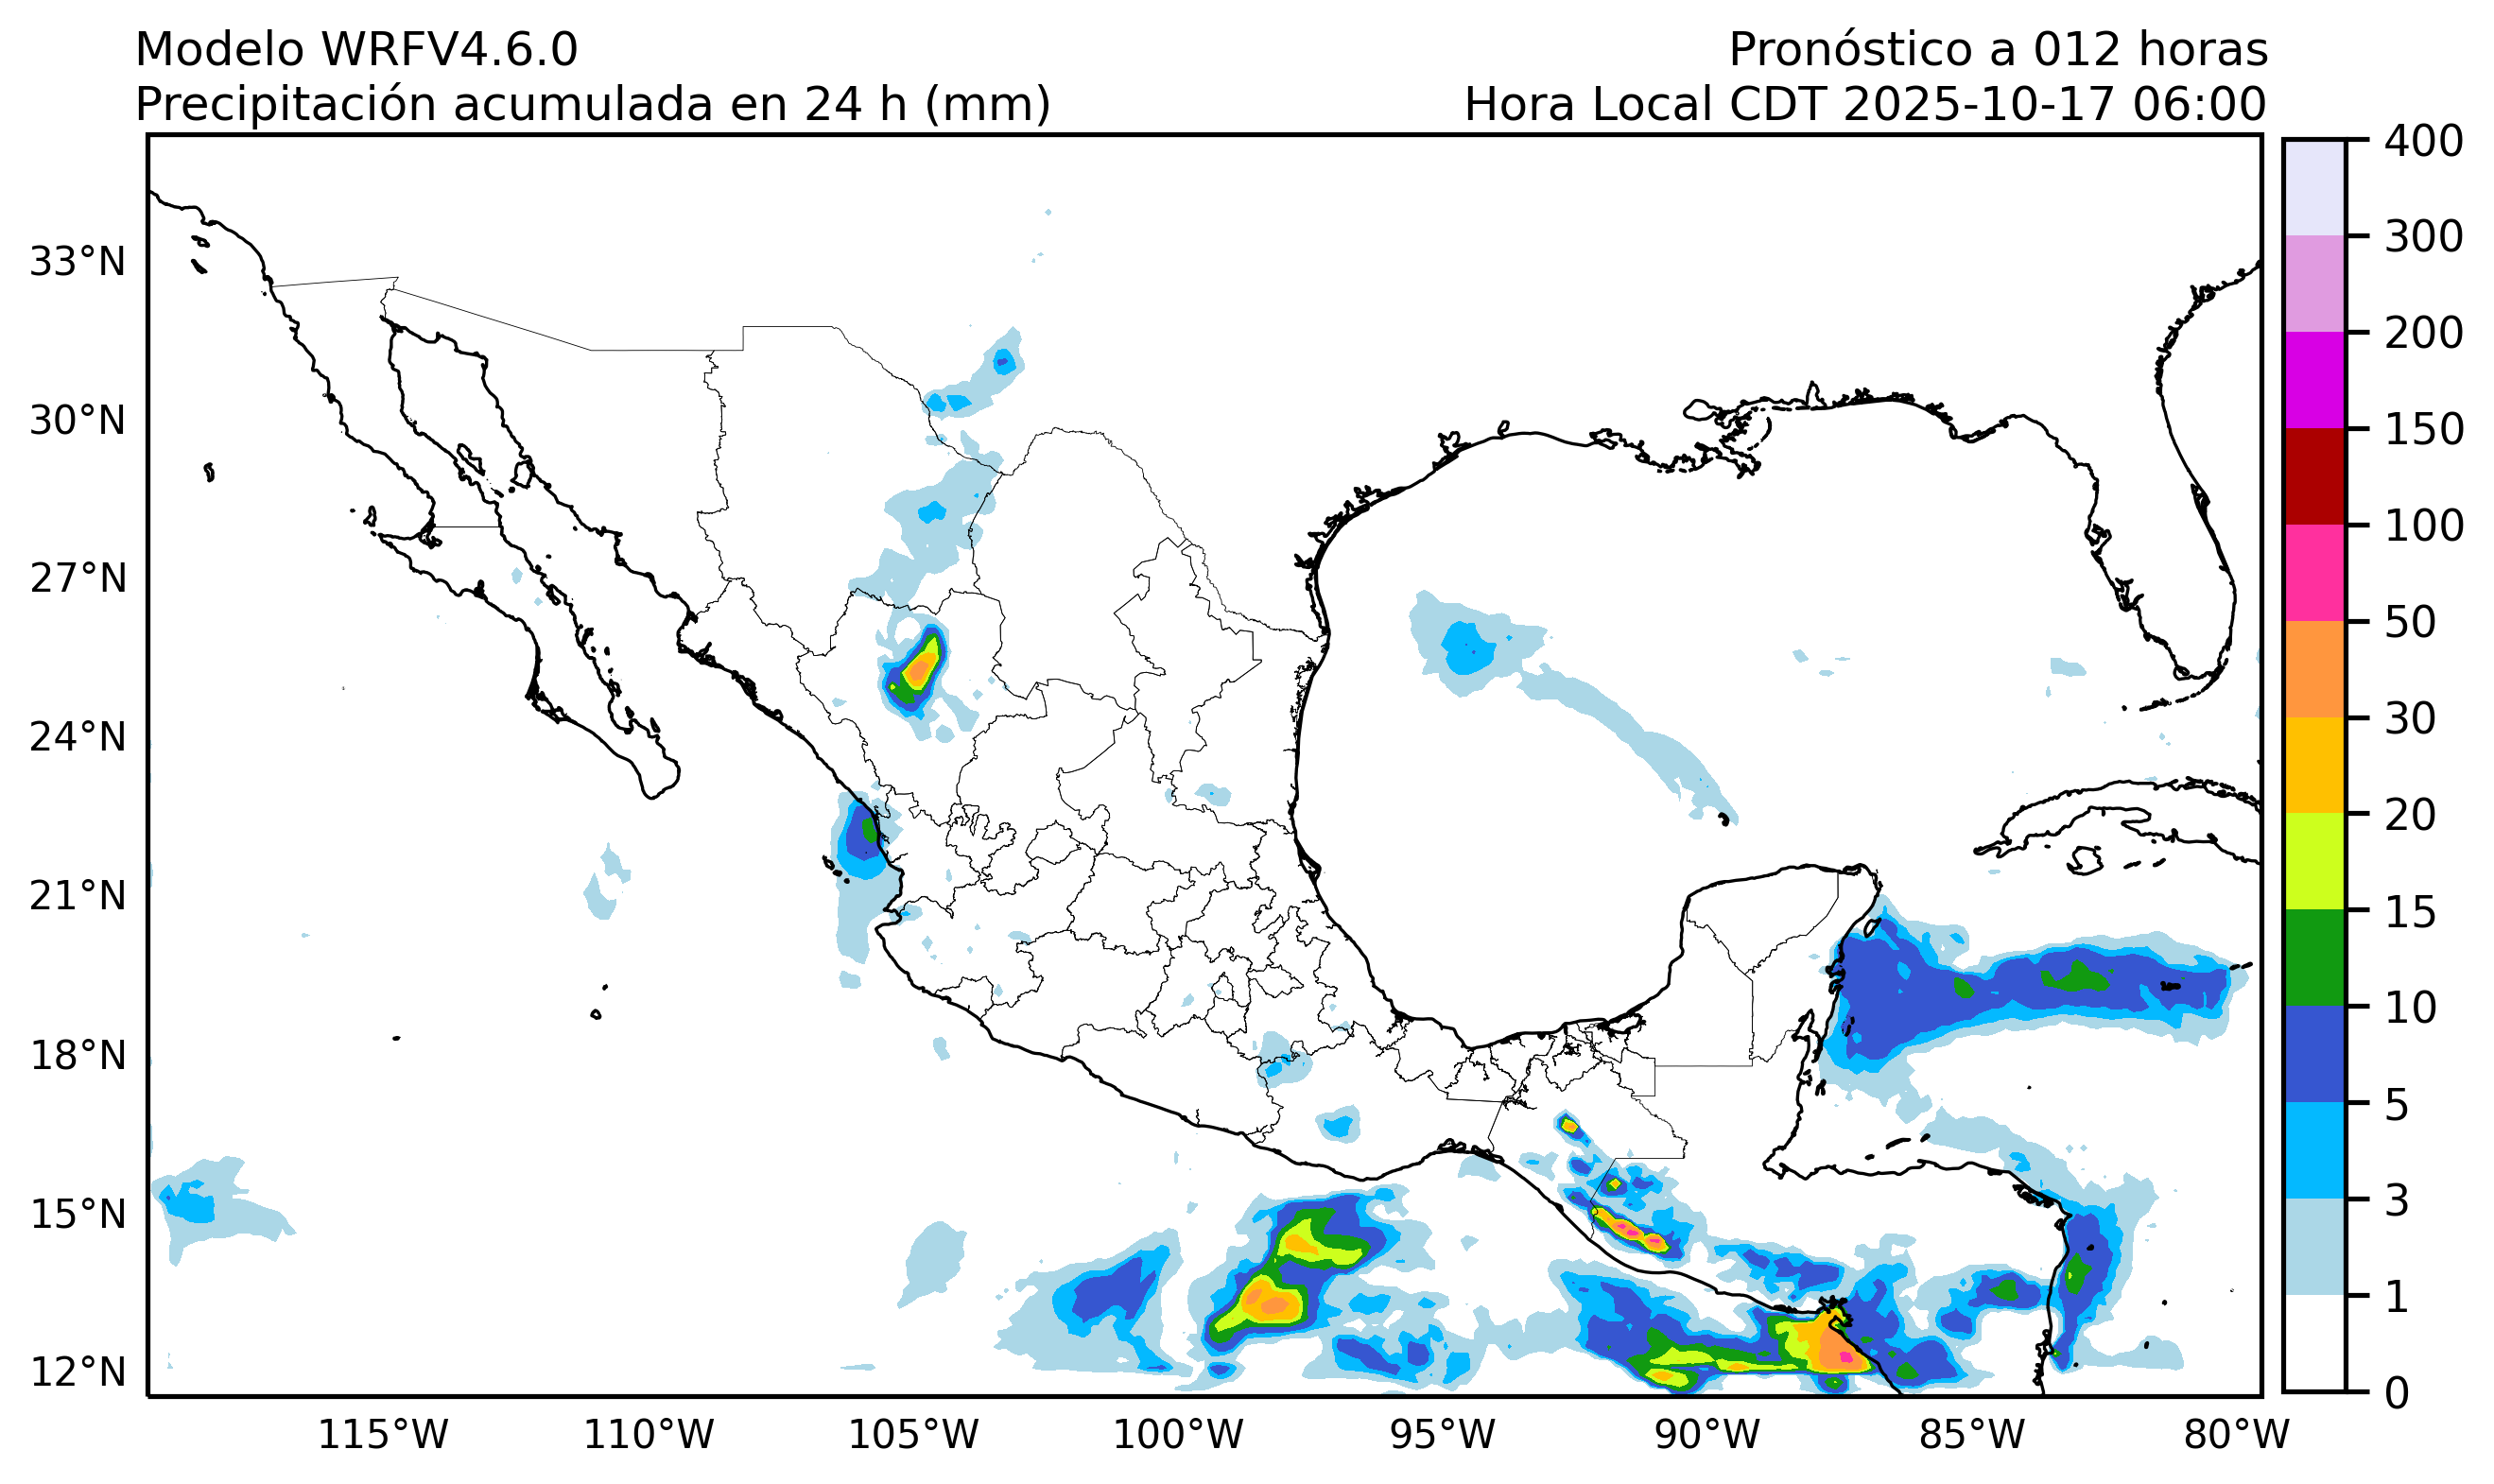 Modelo WRFV4.6.0
Pronóstico a 012 horas
Precipitación acumulada en 24 h (mm)
Hora Local CDT 2025-10-17 06:00
400
300
200
150
100
50
30
20
15
10
5
3
1
0
33°N
30°N
27°N
24°N
21°N
18°N
15°N
12°N
115°W
110°W
105°W
100°W
95°W
90°W
85°W
80°W